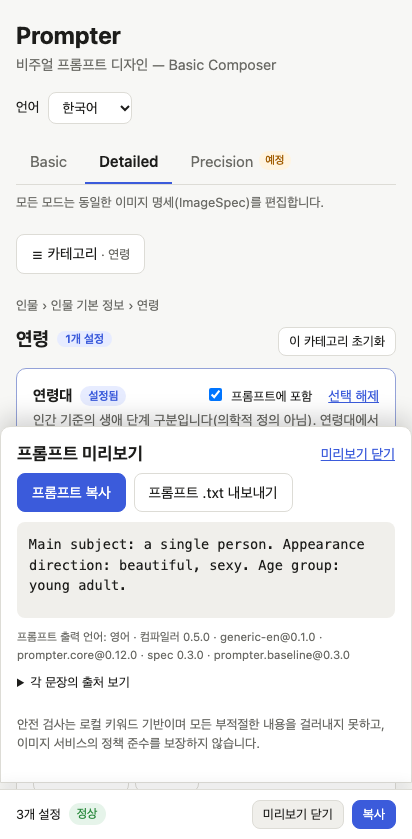 Prompter
비주얼 프롬프트 디자인 — Basic Composer
언어 한국어
Basic Detailed Precision 예정
모든 모드는 동일한 이미지 명세(ImageSpec)를 편집합니다.
≡ 카테고리 · 연령
인물 › 인물 기본 정보 › 연령
연령 1개 설정 이 카테고리 초기화
연령대 설정됨 프롬프트에 포함 선택 해제
인간 기준의 생애 단계 구분입니다(의학적 정의 아님). 연령대에서
프롬프트 미리보기 미리보기 닫기
프롬프트 복사 프롬프트 .txt 내보내기
Main subject: a single person. Appearance
direction: beautiful, sexy. Age group:
young adult.
프롬프트 출력 언어: 영어 · 컴파일러 0.5.0 · generic-en@0.1.0 ·
prompter.core@0.12.0 · spec 0.3.0 · prompter.baseline@0.3.0
▶ 각 문장의 출처 보기
안전 검사는 로컬 키워드 기반이며 모든 부적절한 내용을 걸러내지 못하고,
이미지 서비스의 정책 준수를 보장하지 않습니다.
3개 설정 정상 미리보기 닫기 복사